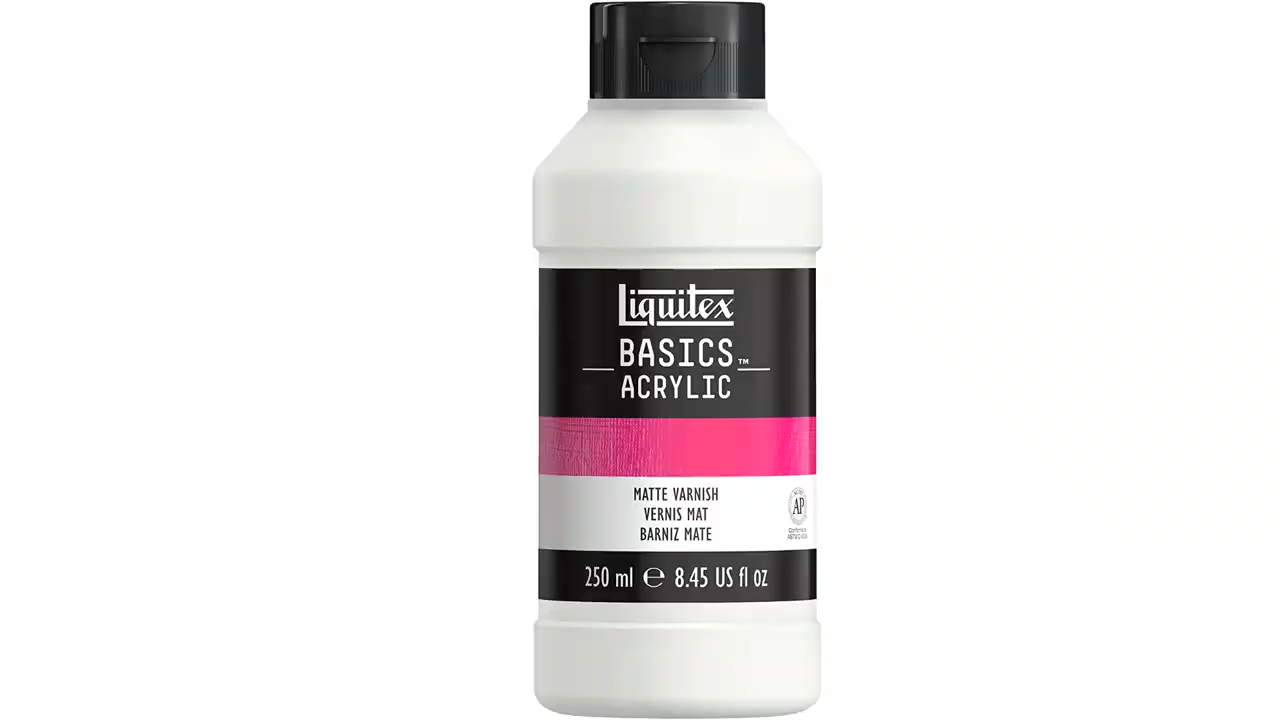 Liquitex
BASICS™
ACRYLIC
MATTE VARNISH
VERNIS MAT
BARNIZ MATE
AP
250 ml ℮ 8.45 US fl oz